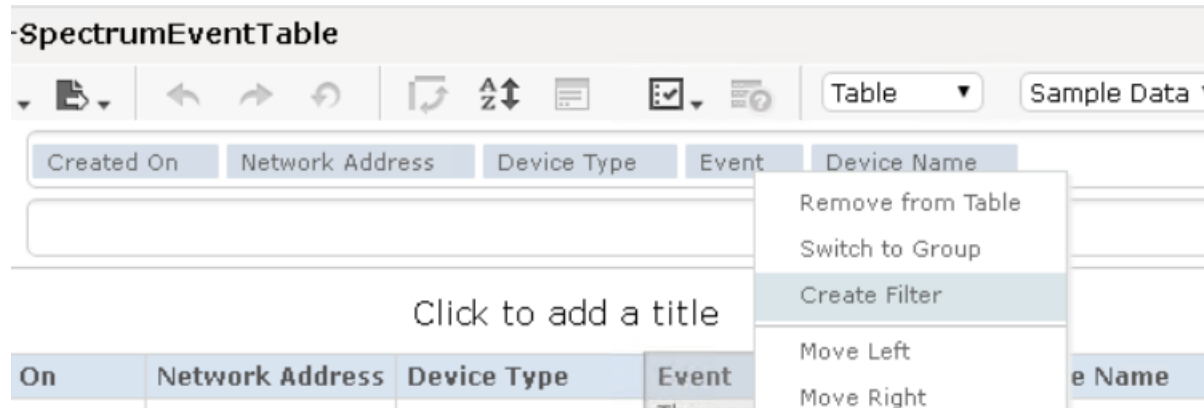 -SpectrumEventTable
Table Sample Data
Created On Network Address Device Type Event Device Name
Remove from Table
Switch to Group
Create Filter
Click to add a title
Move Left
On Network Address Device Type Event e Name
Move Right